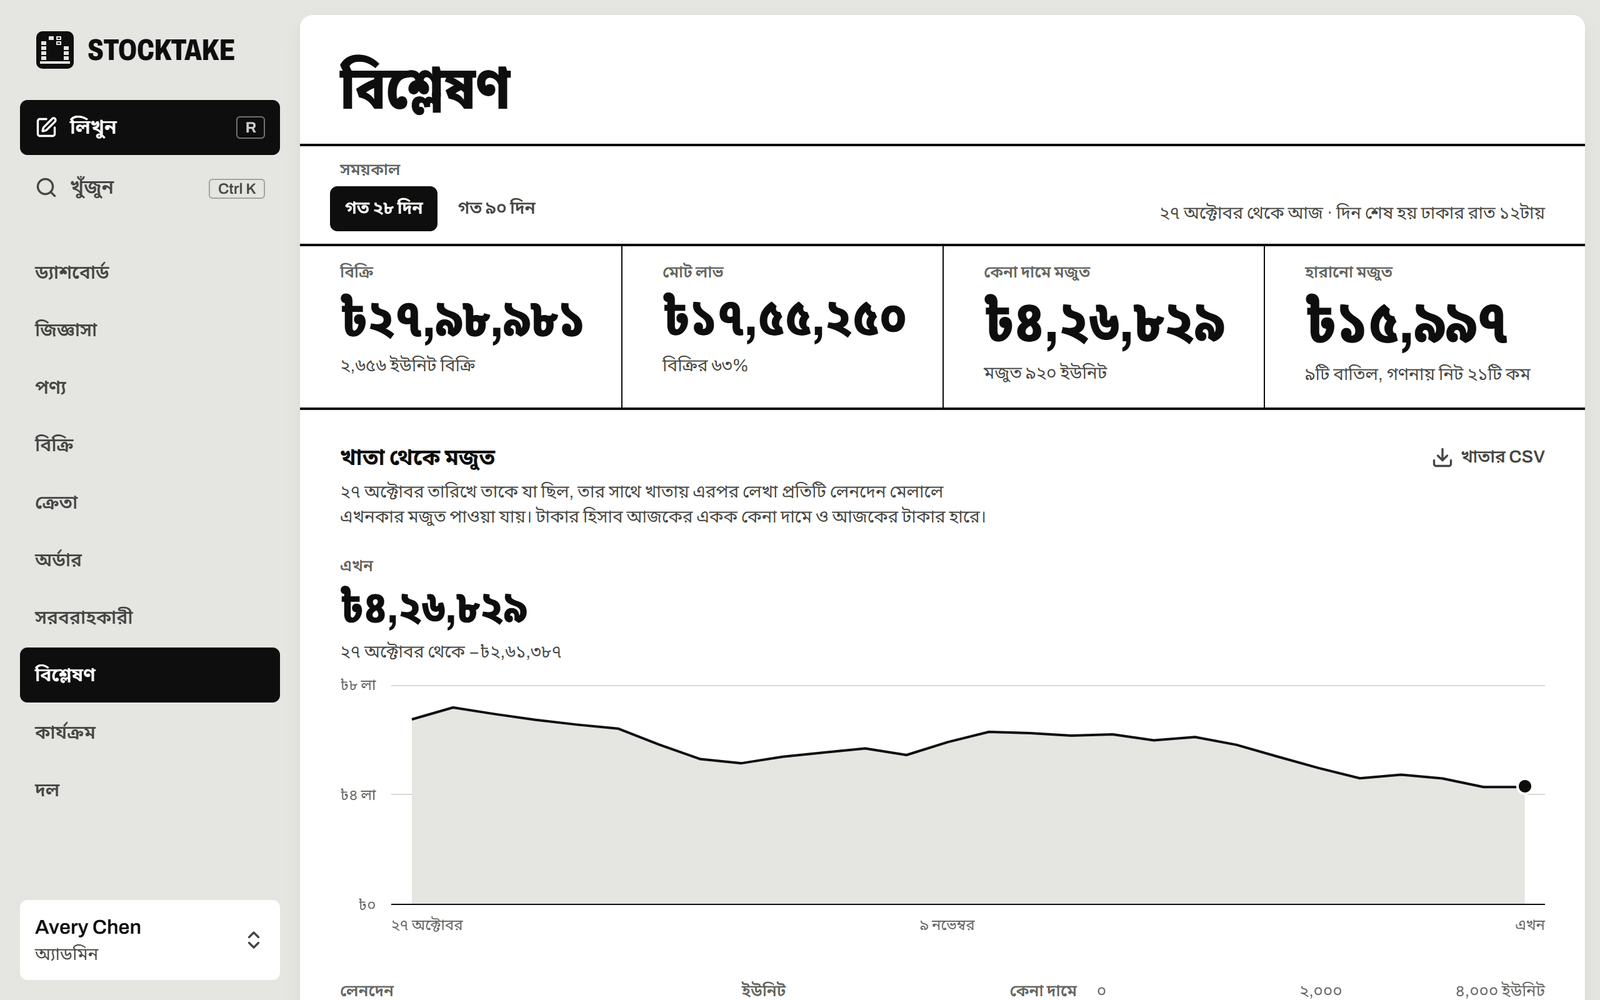 STOCKTAKE
লিখুন R
খুঁজুন Ctrl K
ড্যাশবোর্ড
জিজ্ঞাসা
পণ্য
বিক্রি
ক্রেতা
অর্ডার
সরবরাহকারী
বিশ্লেষণ
কার্যক্রম
দল
Avery Chen
অ্যাডমিন
বিশ্লেষণ
সময়কাল
গত ২৮ দিন গত ৯০ দিন
২৭ অক্টোবর থেকে আজ · দিন শেষ হয় ঢাকার রাত ১২টায়
বিক্রি
৳২৭,৯৮,৯৮১
২,৬৫৬ ইউনিট বিক্রি
মোট লাভ
৳১৭,৫৫,২৫০
বিক্রির ৬৩%
কেনা দামে মজুত
৳৪,২৬,৮২৯
মজুত ৯২০ ইউনিট
হারানো মজুত
৳১৫,৯৯৭
৯টি বাতিল, গণনায় নিট ২১টি কম
খাতা থেকে মজুত
খাতার CSV
২৭ অক্টোবর তারিখে তাকে যা ছিল, তার সাথে খাতায় এরপর লেখা প্রতিটি লেনদেন মেলালে
এখনকার মজুত পাওয়া যায়। টাকার হিসাব আজকের একক কেনা দামে ও আজকের টাকার হারে।
এখন
৳৪,২৬,৮২৯
২৭ অক্টোবর থেকে −৳২,৬১,৩৮৭
৳৮ লা
৳৪ লা
৳০
২৭ অক্টোবর ৯ নভেম্বর এখন
লেনদেন ইউনিট কেনা দামে ০ ২,০০০ ৪,০০০ ইউনিট